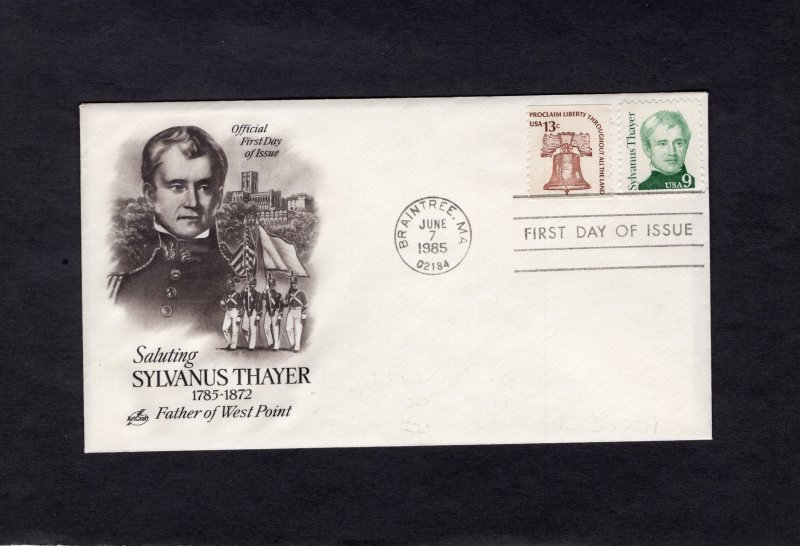 Official
First Day
of Issue
Saluting
SYLVANUS THAYER
1785-1872
ArtCraft
Father of West Point
BRAINTREE, MA
JUNE
7
1985
02184
PROCLAIM LIBERTY THROUGHOUT ALL THE LAND
USA 13c
Sylvanus Thayer
USA 9
FIRST DAY OF ISSUE